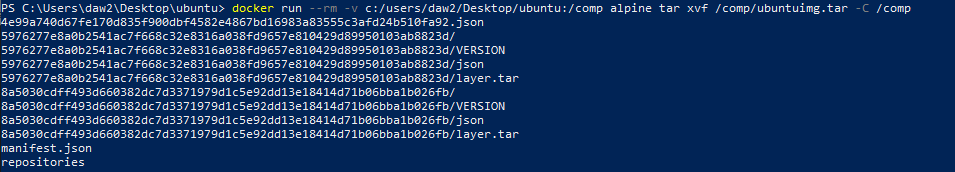 PS C:\Users\daw2\Desktop\ubuntu> docker run --rm -v c:/users/daw2/Desktop/ubuntu:/comp alpine tar xvf /comp/ubuntuimg.tar -C /comp
4e99a740d67fe170d835f900dbf4582e4867bd16983a83555c3afd24b510fa92.json
5976277e8a0b2541ac7f668c32e8316a038fd9657e810429d89950103ab8823d/
5976277e8a0b2541ac7f668c32e8316a038fd9657e810429d89950103ab8823d/VERSION
5976277e8a0b2541ac7f668c32e8316a038fd9657e810429d89950103ab8823d/json
5976277e8a0b2541ac7f668c32e8316a038fd9657e810429d89950103ab8823d/layer.tar
8a5030cdff493d660382dc7d3371979d1c5e92dd13e18414d71b06bba1b026fb/
8a5030cdff493d660382dc7d3371979d1c5e92dd13e18414d71b06bba1b026fb/VERSION
8a5030cdff493d660382dc7d3371979d1c5e92dd13e18414d71b06bba1b026fb/json
8a5030cdff493d660382dc7d3371979d1c5e92dd13e18414d71b06bba1b026fb/layer.tar
manifest.json
repositories